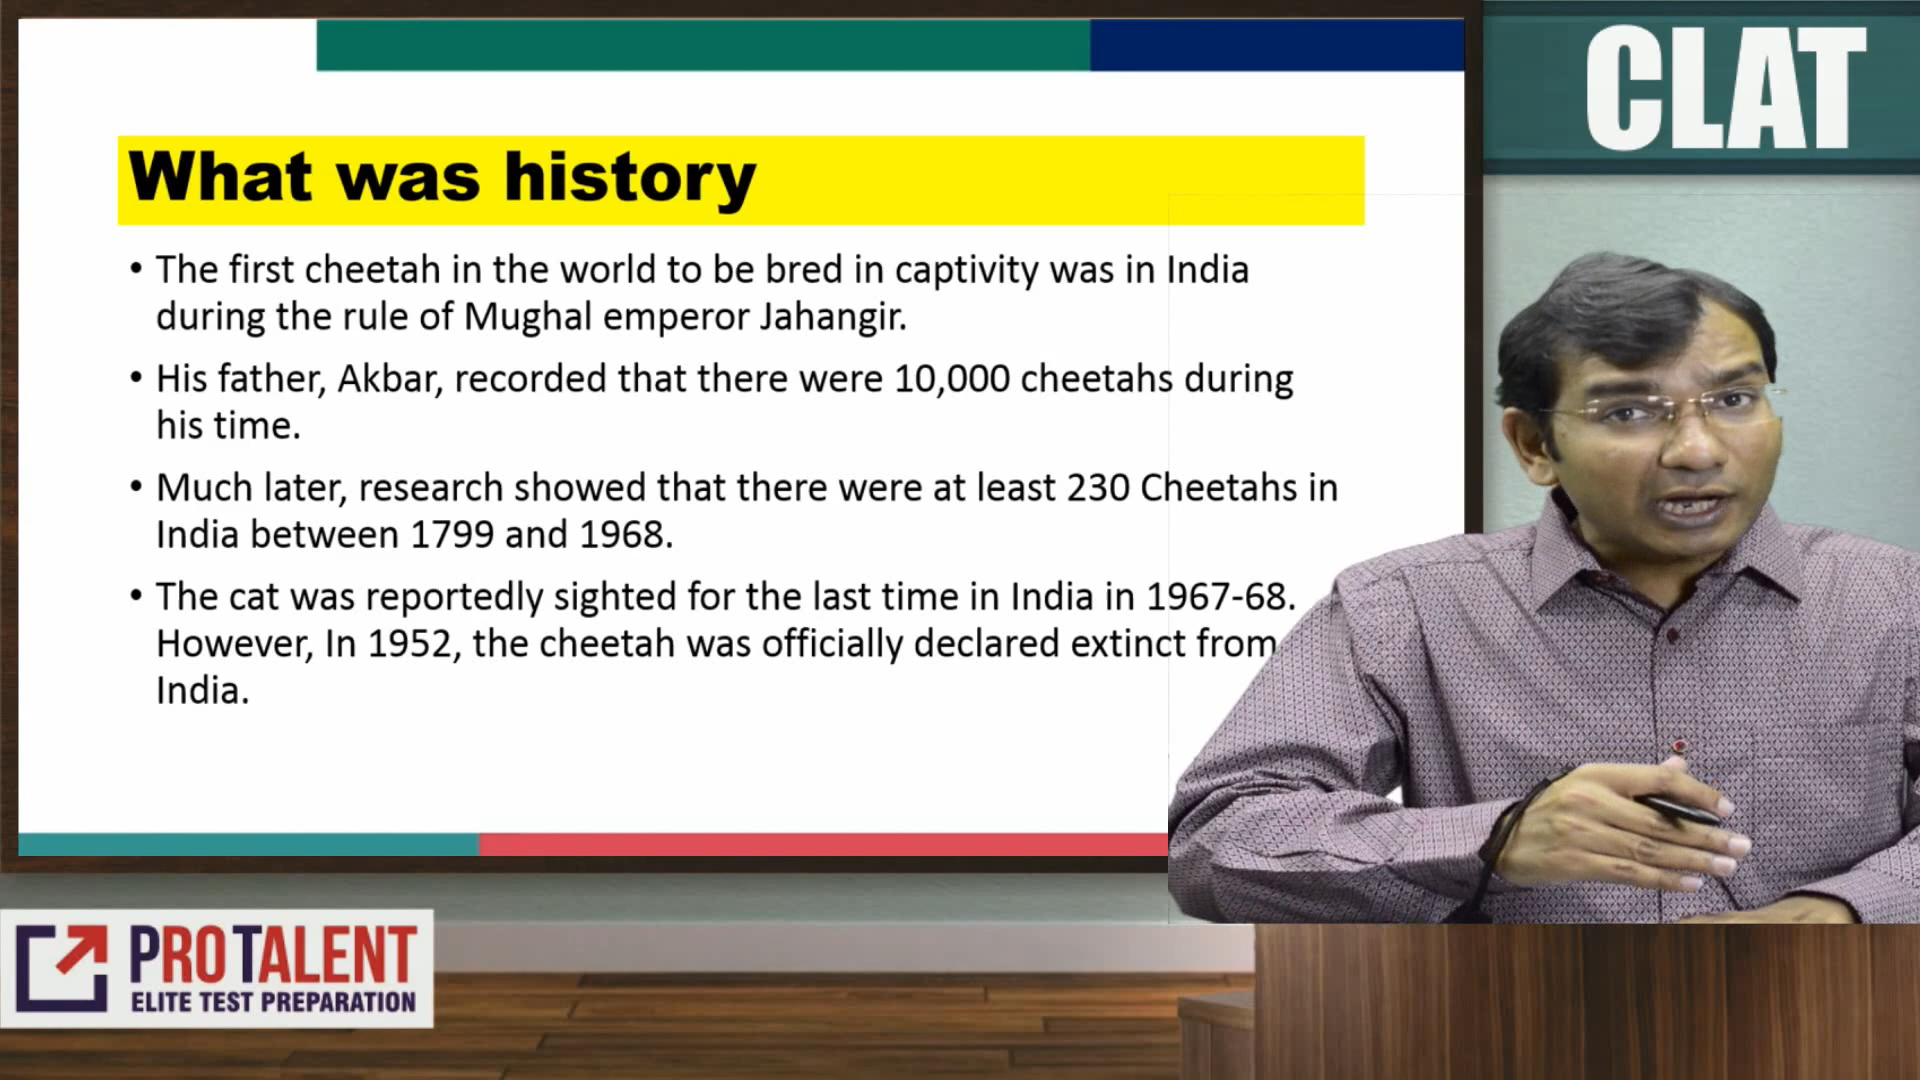 CLAT
What was history
• The first cheetah in the world to be bred in captivity was in India
during the rule of Mughal emperor Jahangir.
• His father, Akbar, recorded that there were 10,000 cheetahs during
his time.
• Much later, research showed that there were at least 230 Cheetahs in
India between 1799 and 1968.
• The cat was reportedly sighted for the last time in India in 1967-68.
However, In 1952, the cheetah was officially declared extinct from
India.
PROTALENT
ELITE TEST PREPARATION